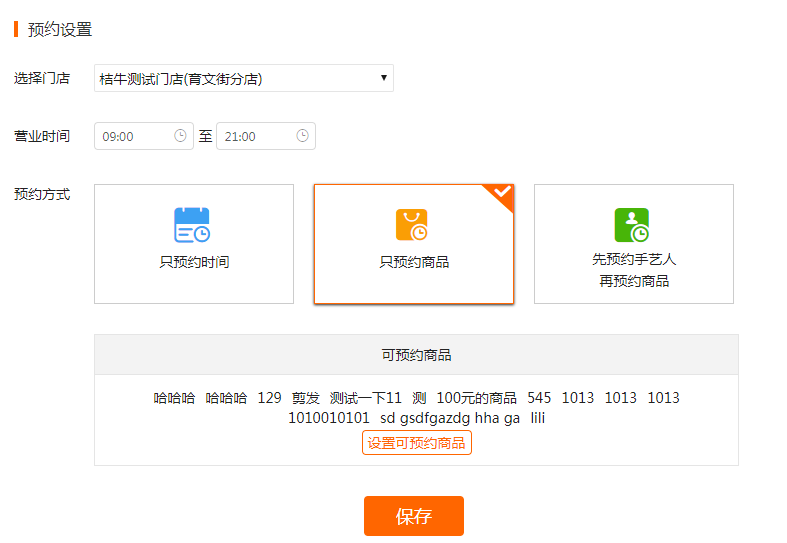 预约设置
选择门店 桔牛测试门店(育文街分店)
营业时间 09:00 至 21:00
预约方式
只预约时间 只预约商品 先预约手艺人
再预约商品
可预约商品
哈哈哈 哈哈哈 129 剪发 测试一下11 测 100元的商品 545 1013 1013 1013
1010010101 sd gsdfgazdg hha ga lili
设置可预约商品
保存